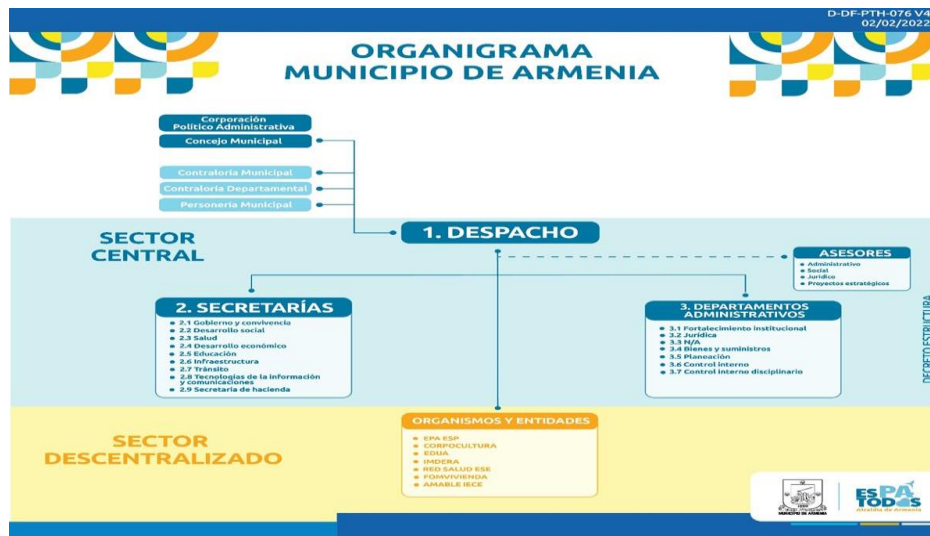 D-DF-PTH-076 V4
02/02/2022
ORGANIGRAMA
MUNICIPIO DE ARMENIA
Corporación
Político Administrativa
Concejo Municipal
Contraloría Municipal
Contraloría Departamental
Personería Municipal
SECTOR
CENTRAL
1. DESPACHO
ASESORES
• Administrativo
• Social
• Jurídico
• Proyectos estratégicos
2. SECRETARÍAS
• 2.1 Gobierno y convivencia
• 2.2 Desarrollo social
• 2.3 Salud
• 2.4 Desarrollo económico
• 2.5 Educación
• 2.6 Infraestructura
• 2.7 Tránsito
• 2.8 Tecnologías de la información
y comunicaciones
• 2.9 Secretaría de hacienda
3. DEPARTAMENTOS
ADMINISTRATIVOS
• 3.1 Fortalecimiento institucional
• 3.2 Jurídica
• 3.3 N/A
• 3.4 Bienes y suministros
• 3.5 Planeación
• 3.6 Control interno
• 3.7 Control interno disciplinario
DECRETO ESTRUCTURA
SECTOR
DESCENTRALIZADO
ORGANISMOS Y ENTIDADES
• EPA ESP
• CORPOCULTURA
• EDUA
• IMDERA
• RED SALUD ESE
• FOMVIVIENDA
• AMABLE IECE
MUNICIPIO DE ARMENIA
ES PA
TODOS
Alcaldía de Armenia